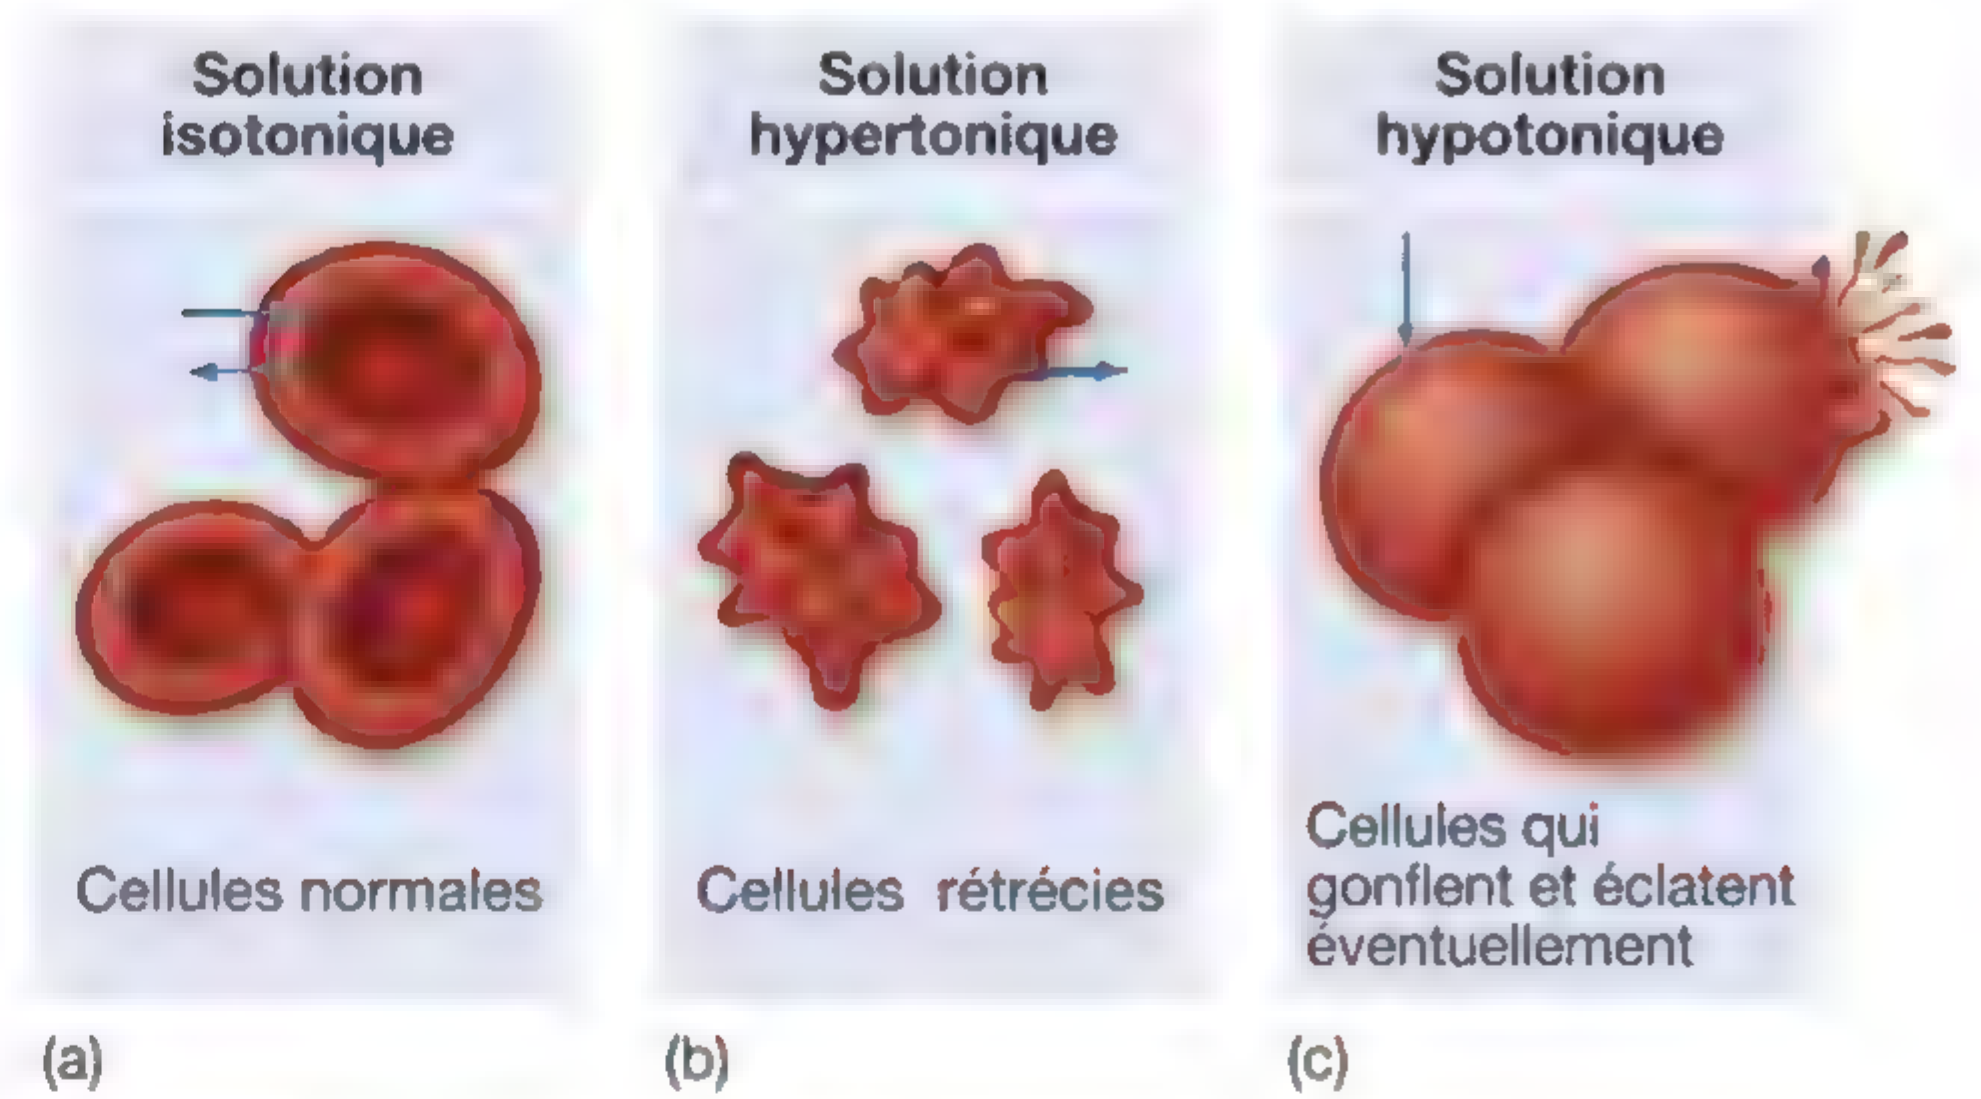 Solution
isotonique
Solution
hypertonique
Solution
hypotonique
Cellules normales
Cellules rétrécies
Cellules qui
gonflent et éclatent
éventuellement
(a)
(b)
(c)